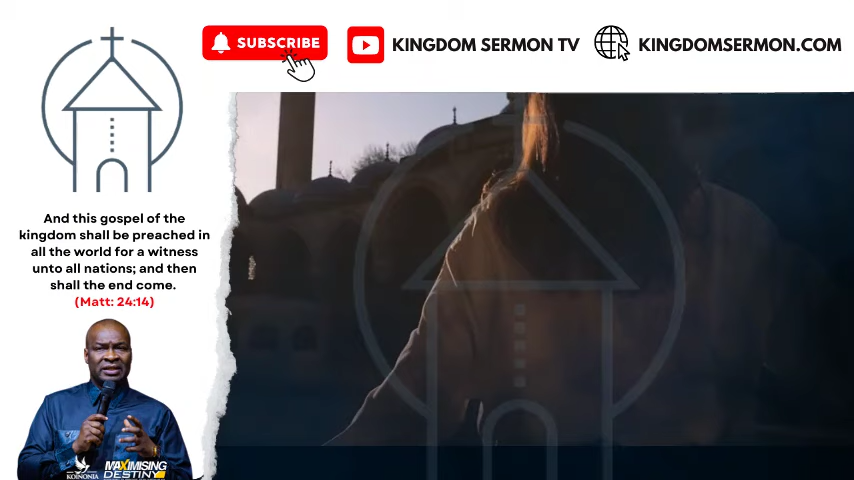 SUBSCRIBE
KINGDOM SERMON TV
KINGDOMSERMON.COM
And this gospel of the
kingdom shall be preached in
all the world for a witness
unto all nations; and then
shall the end come.
(Matt: 24:14)
KOINONIA
MAXIMISING
DESTINY